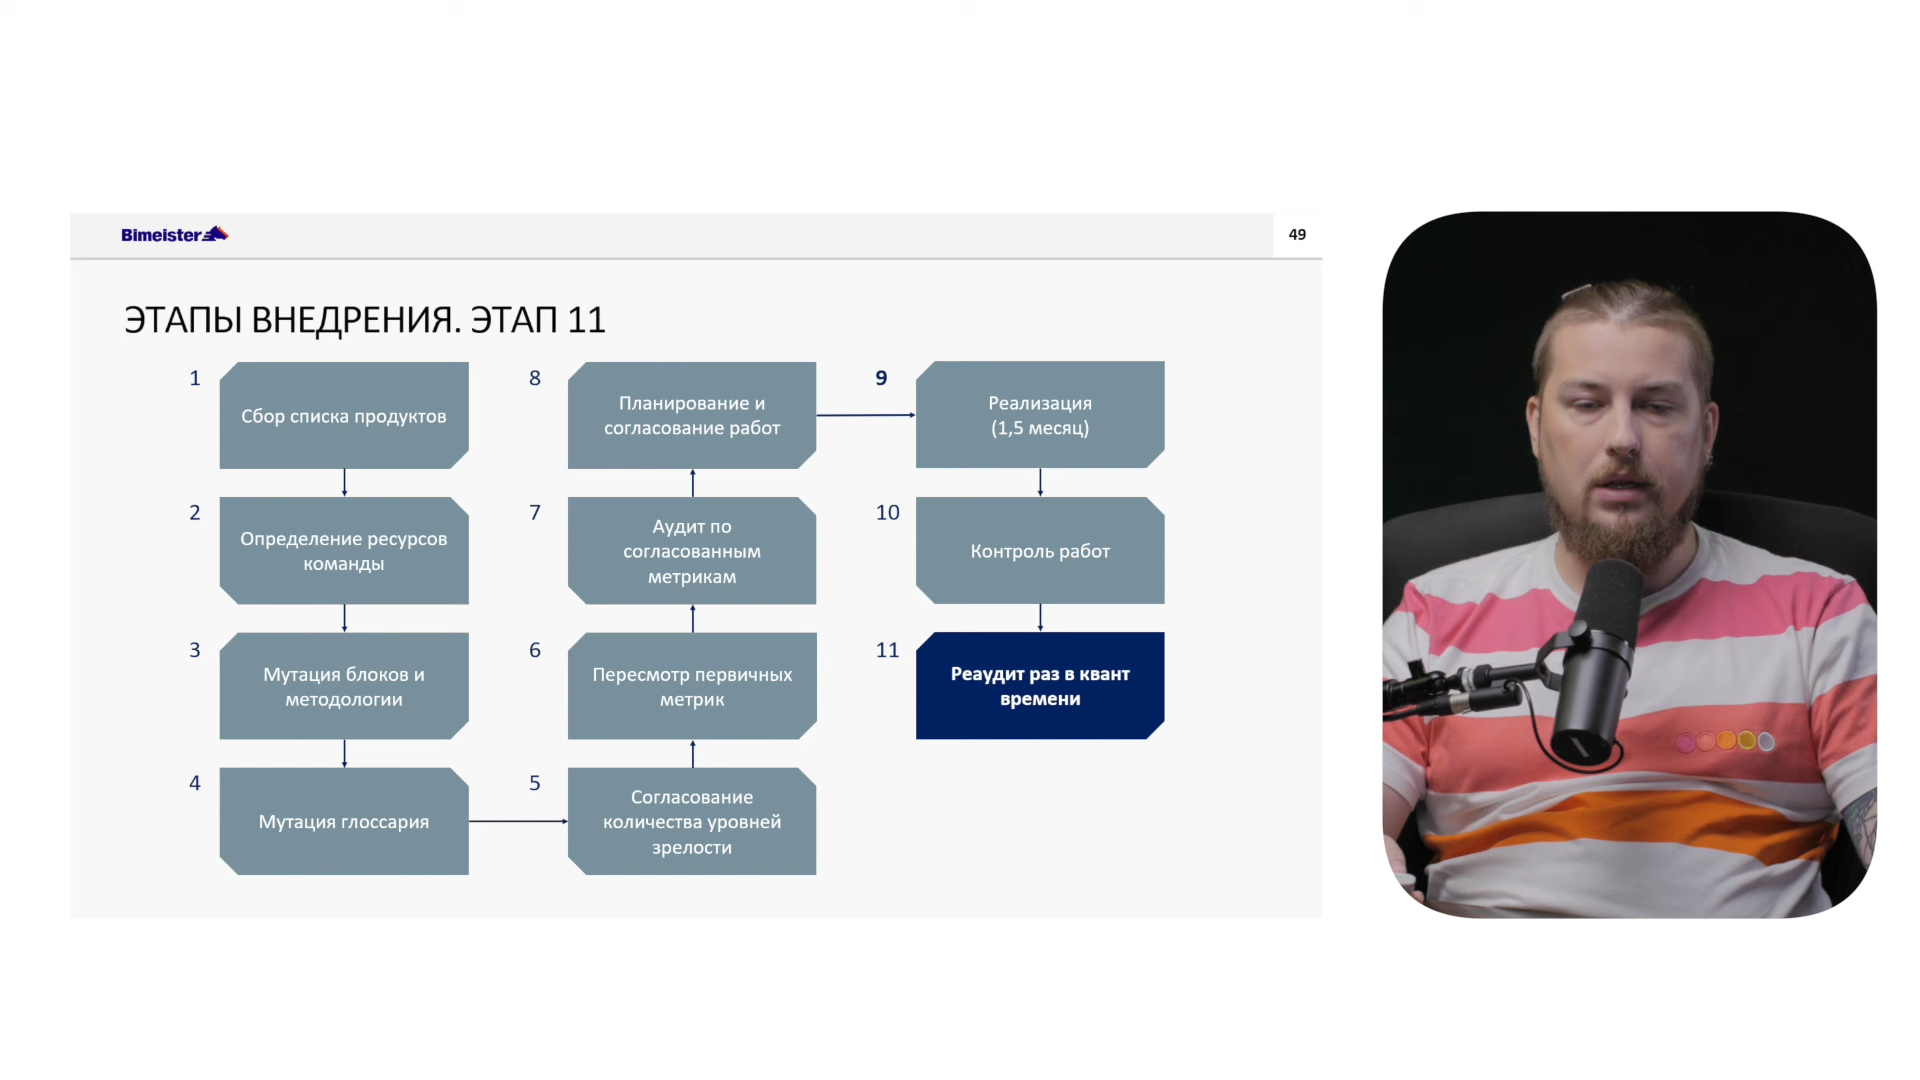 Bimeister
49
ЭТАПЫ ВНЕДРЕНИЯ. ЭТАП 11
1
Сбор списка продуктов
2
Определение ресурсов
команды
3
Мутация блоков и
методологии
4
Мутация глоссария
5
Согласование
количества уровней
зрелости
6
Пересмотр первичных
метрик
7
Аудит по
согласованным
метрикам
8
Планирование и
согласование работ
9
Реализация
(1,5 месяц)
10
Контроль работ
11
Реаудит раз в квант
времени